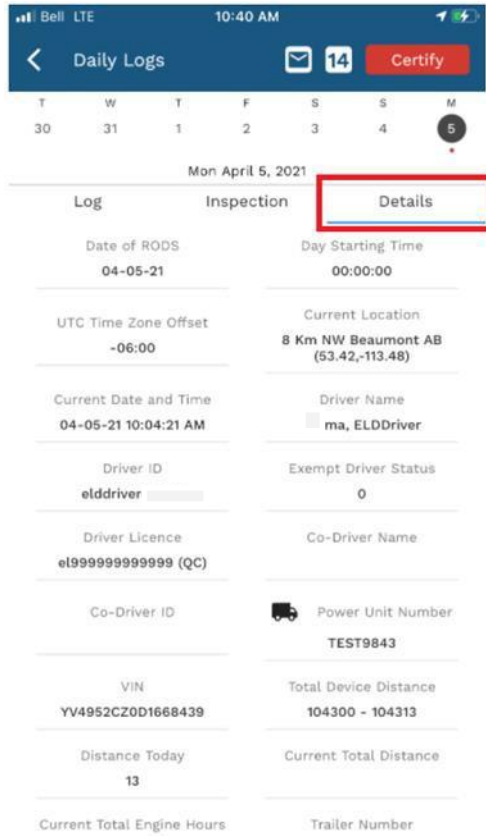 Bell LTE 10:40 AM
Daily Logs 14 Certify
T W T F S S M
30 31 1 2 3 4 5
Mon April 5, 2021
Log Inspection Details
Date of RODS Day Starting Time
04-05-21 00:00:00
UTC Time Zone Offset Current Location
-06:00 8 Km NW Beaumont AB
(53.42,-113.48)
Current Date and Time Driver Name
04-05-21 10:04:21 AM ma, ELDDriver
Driver ID Exempt Driver Status
elddriver 0
Driver Licence Co-Driver Name
el999999999999 (QC)
Co-Driver ID Power Unit Number
TEST9843
VIN Total Device Distance
YV4952CZ0D1668439 104300 - 104313
Distance Today Current Total Distance
13
Current Total Engine Hours Trailer Number